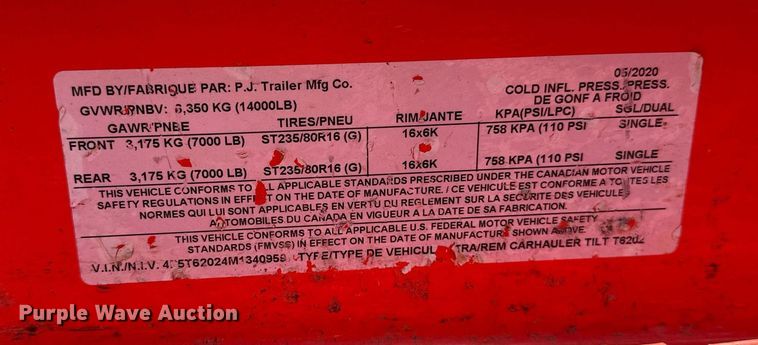 05/2020
MFD BY/FABRIQUE PAR: P.J. Trailer Mfg Co.
COLD INFL. PRESS./PRESS.
DE GONF A FROID
GVWR/PNBV: 6,350 KG (14000LB)
KPA(PSI/LPC) SGL/DUAL
GAWR/PNBE TIRES/PNEU RIM/JANTE
FRONT 3,175 KG (7000 LB) ST235/80R16 (G) 16x6K 758 KPA (110 PSI SINGLE
REAR 3,175 KG (7000 LB) ST235/80R16 (G) 16x6K 758 KPA (110 PSI SINGLE
THIS VEHICLE CONFORMS TO ALL APPLICABLE STANDARDS PRESCRIBED UNDER THE CANADIAN MOTOR VEHICLE
SAFETY REGULATIONS IN EFFECT ON THE DATE OF MANUFACTURE. / CE VEHICULE EST CONFORME A TOUTES LES
NORMES QUI LUI SONT APPLICABLES EN VERTU DU REGLEMENT SUR LA SECURITE DES VEHICULES
AUTOMOBILES DU CANADA EN VIGUEUR A LA DATE DE SA FABRICATION.
THIS VEHICLE CONFORMS TO ALL APPLICABLE U.S. FEDERAL MOTOR VEHICLE SAFETY
STANDARDS (FMVSS) IN EFFECT ON THE DATE OF MANUFACTURE SHOWN ABOVE.
V.I.N./N.I.V. TYPE/TYPE DE VEHICUL TRA/REM CARHAULER TILT T6202
Purple Wave Auction